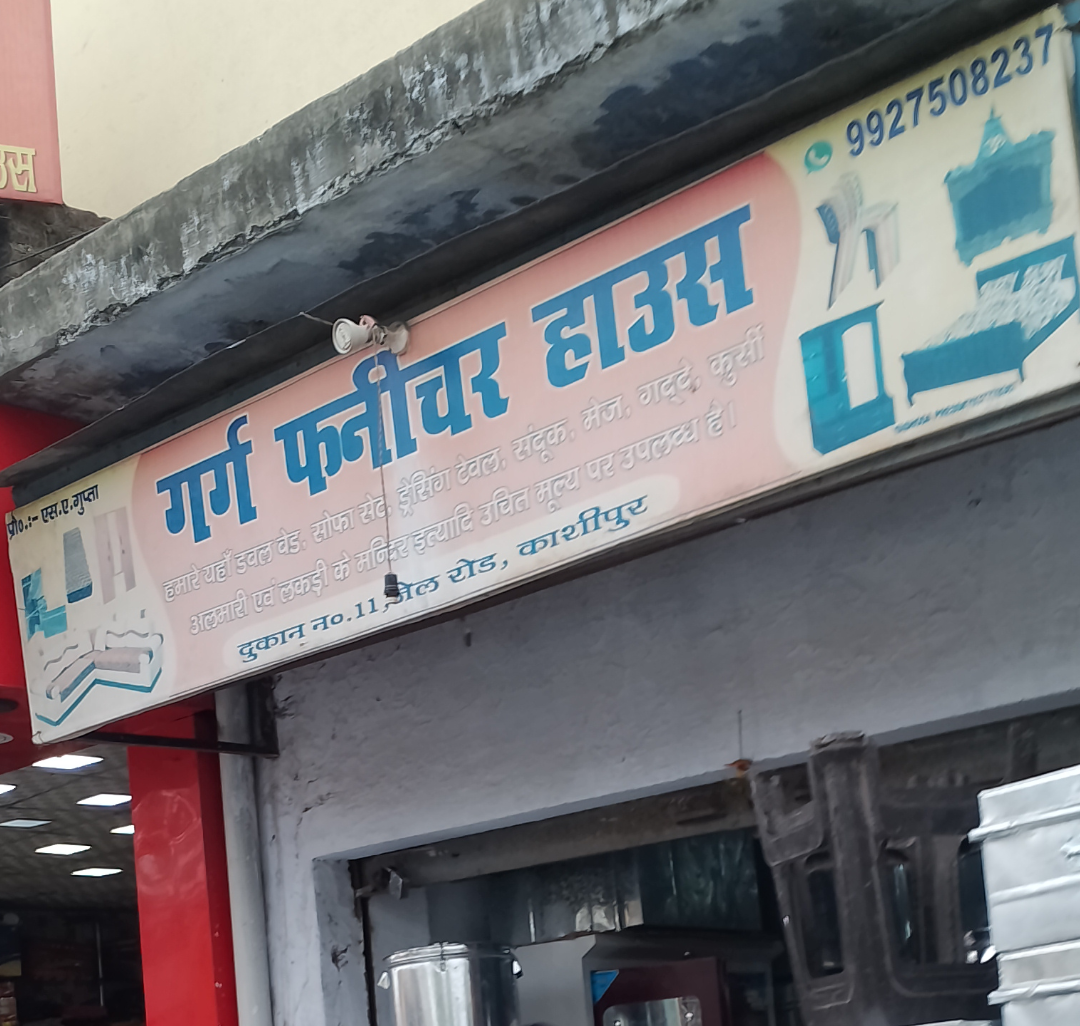 उस
9927508237
प्रो०.:- एस.ए.गुप्ता
गर्ग फर्नीचर हाउस
हमारे यहाँ डबल बेड, सोफा सेट, ड्रेसिंग टेबल, संदूक, मेज, गद्दे, कुर्सी
अलमारी एवं लकड़ी के मन्दिर इत्यादि उचित मूल्य पर उपलब्ध है।
दुकान न०.11, जेल रोड, काशीपुर